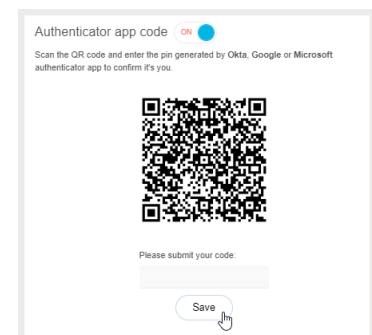 Authenticator app code ON
Scan the QR code and enter the pin generated by Okta, Google or Microsoft
authenticator app to confirm it's you.
Please submit your code:
Save